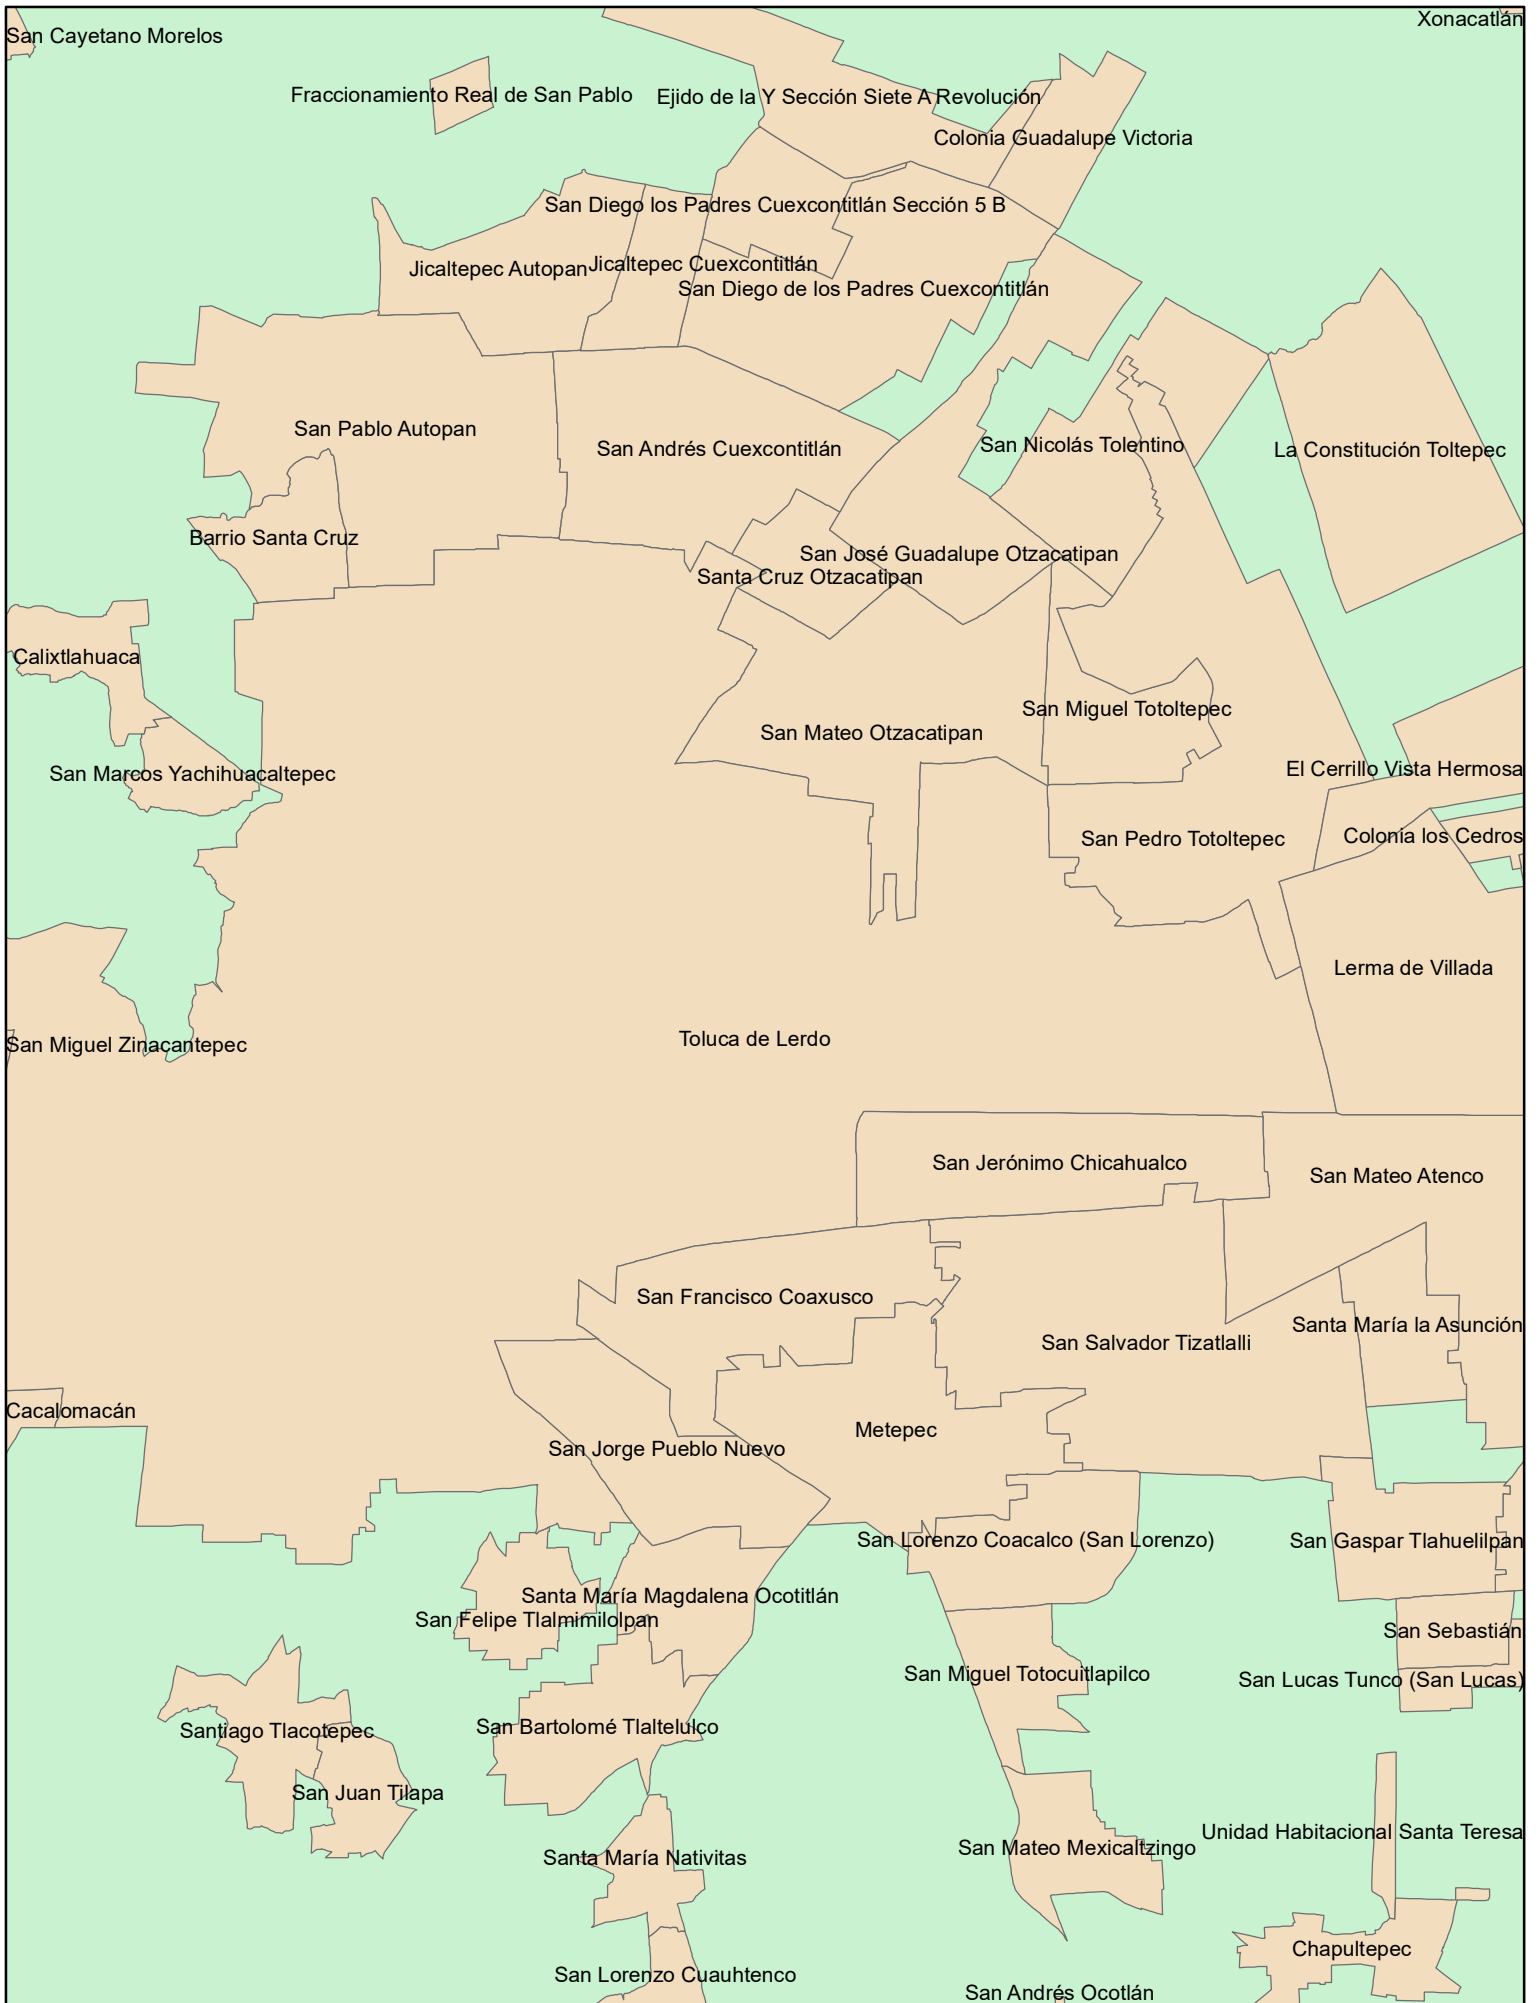 Xonacatlán
San Cayetano Morelos
Fraccionamiento Real de San Pablo
Ejido de la Y Sección Siete A Revolución
Colonia Guadalupe Victoria
San Diego los Padres Cuexcontitlán Sección 5 B
Jicaltepec Autopan
Jicaltepec Cuexcontitlán
San Diego de los Padres Cuexcontitlán
San Pablo Autopan
San Andrés Cuexcontitlán
San Nicolás Tolentino
La Constitución Toltepec
Barrio Santa Cruz
San José Guadalupe Otzacatipan
Santa Cruz Otzacatipan
Calixtlahuaca
San Miguel Totoltepec
San Mateo Otzacatipan
San Marcos Yachihuacaltepec
El Cerrillo Vista Hermosa
San Pedro Totoltepec
Colonia los Cedros
Lerma de Villada
Toluca de Lerdo
San Miguel Zinacantepec
San Jerónimo Chicahualco
San Mateo Atenco
San Francisco Coaxusco
Santa María la Asunción
San Salvador Tizatlalli
Cacalomacán
Metepec
San Jorge Pueblo Nuevo
San Lorenzo Coacalco (San Lorenzo)
San Gaspar Tlahuelilpan
Santa María Magdalena Ocotitlán
San Felipe Tlalmimilolpan
San Sebastián
San Miguel Totocuitlapilco
San Lucas Tunco (San Lucas)
San Bartolomé Tlaltelulco
Santiago Tlacotepec
San Juan Tilapa
Unidad Habitacional Santa Teresa
San Mateo Mexicaltzingo
Santa María Nativitas
Chapultepec
San Lorenzo Cuauhtenco
San Andrés Ocotlán